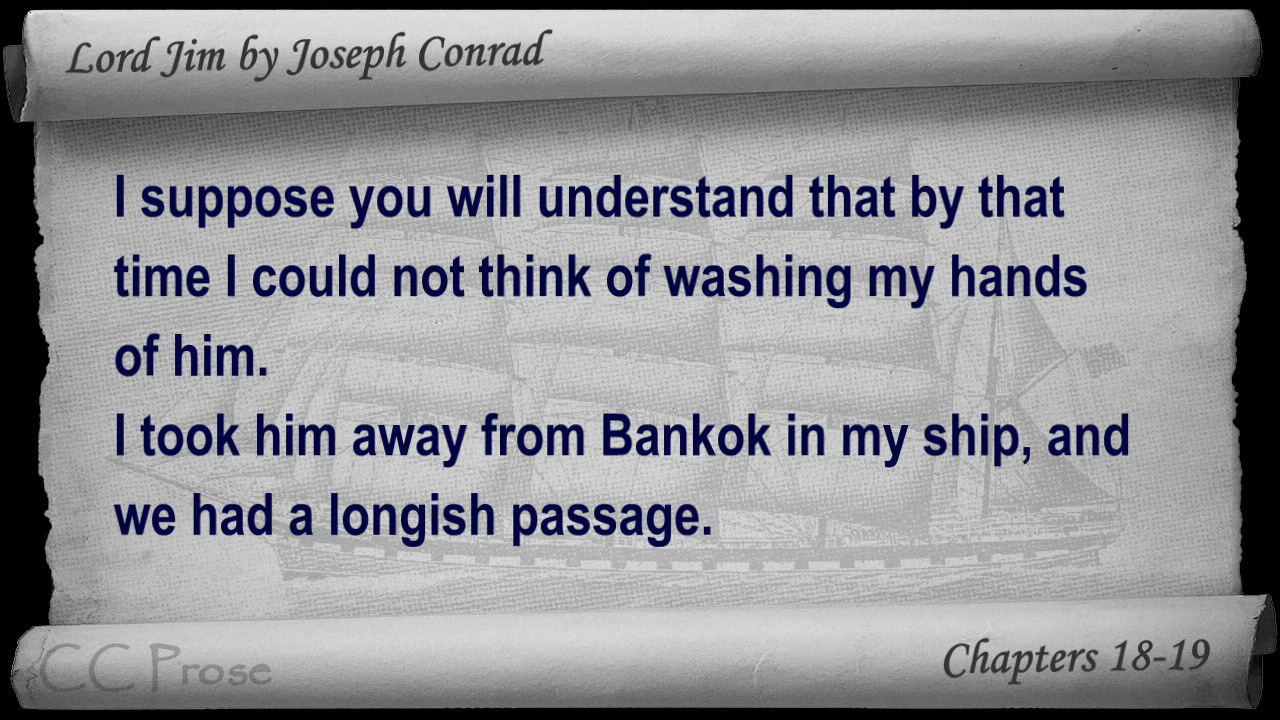 Lord Jim by Joseph Conrad
I suppose you will understand that by that
time I could not think of washing my hands
of him.
I took him away from Bankok in my ship, and
we had a longish passage.
CC Prose
Chapters 18-19